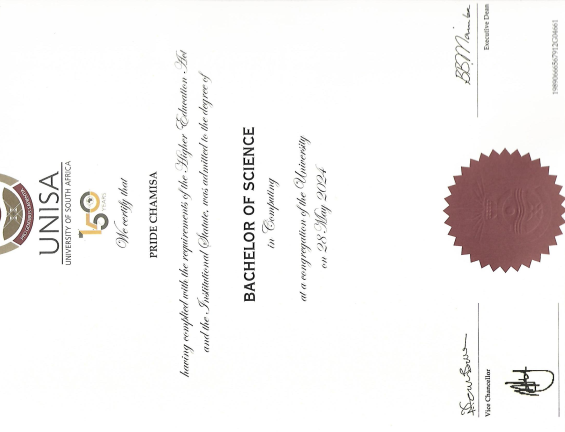 UNISA
UNIVERSITY OF SOUTH AFRICA
150
YEARS
We certify that
PRIDE CHAMISA
having complied with the requirements of the Higher Education Act
and the Institutional Statute, was admitted to the degree of
BACHELOR OF SCIENCE
in Computing
at a congregation of the University
on 28 May 2024
Vice Chancellor
Executive Dean